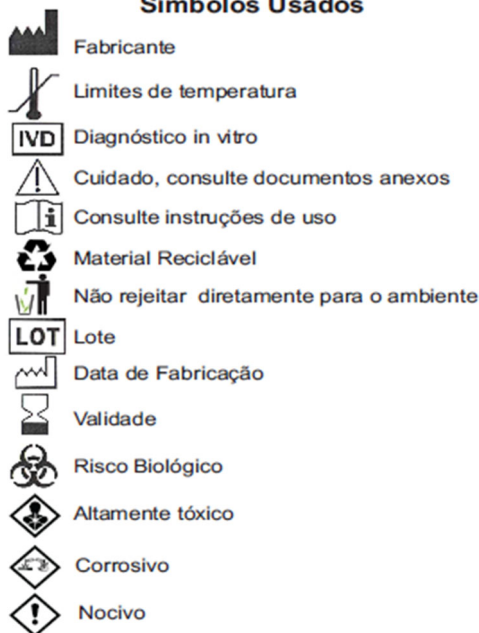 Símbolos Usados
Fabricante
Limites de temperatura
IVD Diagnóstico in vitro
Cuidado, consulte documentos anexos
i Consulte instruções de uso
Material Reciclável
Não rejeitar diretamente para o ambiente
LOT Lote
Data de Fabricação
Validade
Risco Biológico
Altamente tóxico
Corrosivo
Nocivo